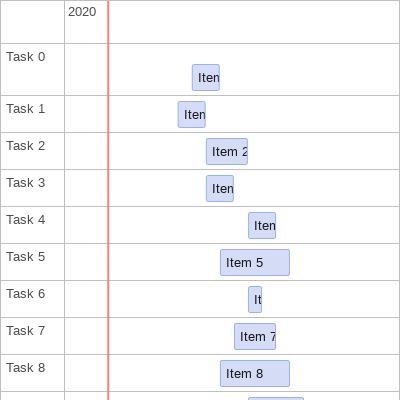 2020
Task 0
Iten
Task 1
Iten
Task 2
Item 2
Task 3
Iten
Task 4
Iten
Task 5
Item 5
Task 6
It
Task 7
Item 7
Task 8
Item 8